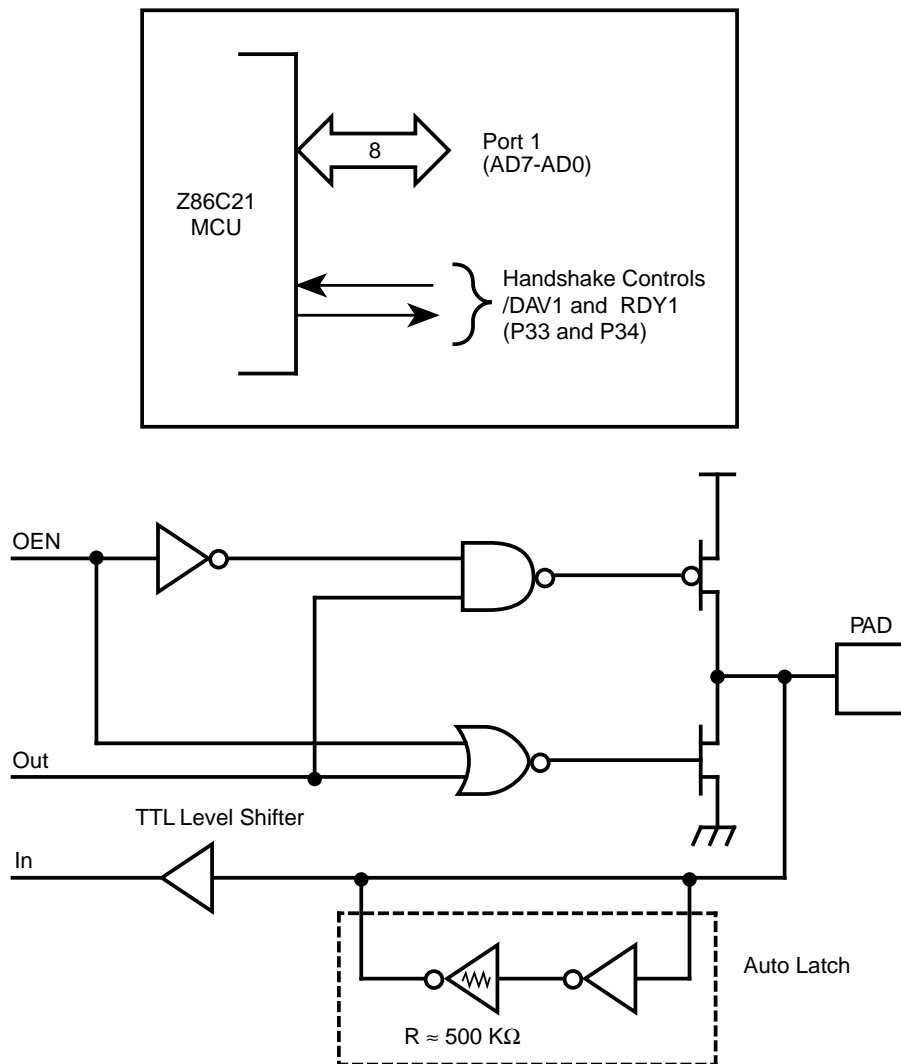 Z86C21
MCU
8
Port 1
(AD7-AD0)
Handshake Controls
/DAV1 and RDY1
(P33 and P34)
OEN
PAD
Out
TTL Level Shifter
In
Auto Latch
R ≈ 500 KΩ